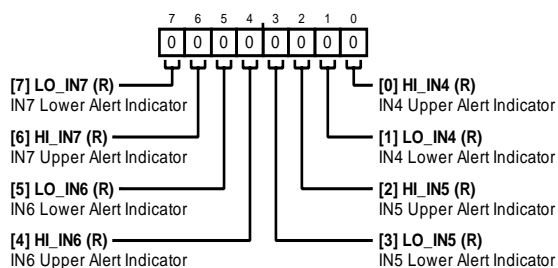 7 6 5 4 3 2 1 0
0 0 0 0 0 0 0 0
[7] LO_IN7 (R)
IN7 Lower Alert Indicator
[6] HI_IN7 (R)
IN7 Upper Alert Indicator
[5] LO_IN6 (R)
IN6 Lower Alert Indicator
[4] HI_IN6 (R)
IN6 Upper Alert Indicator
[0] HI_IN4 (R)
IN4 Upper Alert Indicator
[1] LO_IN4 (R)
IN4 Lower Alert Indicator
[2] HI_IN5 (R)
IN5 Upper Alert Indicator
[3] LO_IN5 (R)
IN5 Lower Alert Indicator